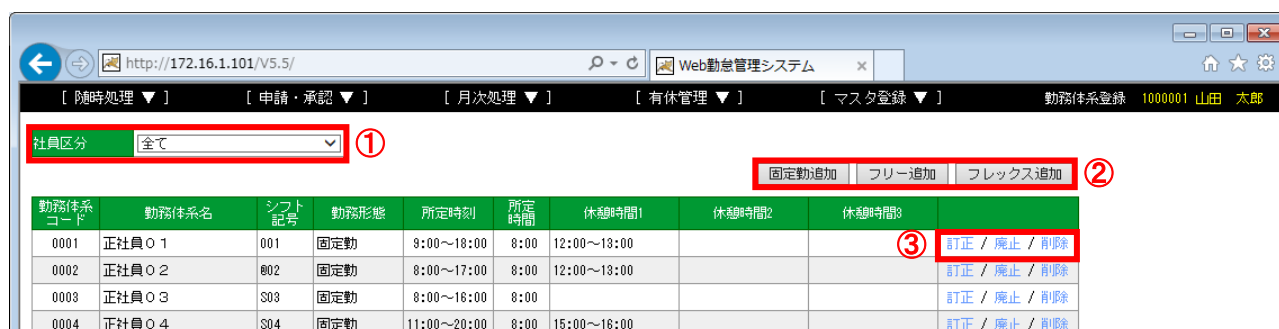 http://172.16.1.101/V5.5/ Web勤怠管理システム
[ 随時処理 ▼ ] [ 申請・承認 ▼ ] [ 月次処理 ▼ ] [ 有休管理 ▼ ] [ マスタ登録 ▼ ] 勤務体系登録 1000001 山田 太郎
社員区分 全て ①
固定勤追加 フリー追加 フレックス追加 ②
勤務体系コード 勤務体系名 シフト記号 勤務形態 所定時刻 所定時間 休憩時間1 休憩時間2 休憩時間3
0001 正社員01 001 固定勤 9:00～18:00 8:00 12:00～13:00 ③ 訂正 / 廃止 / 削除
0002 正社員02 @02 固定勤 8:00～17:00 8:00 12:00～13:00 訂正 / 廃止 / 削除
0003 正社員03 S03 固定勤 8:00～16:00 8:00 訂正 / 廃止 / 削除
0004 正社員04 S04 固定勤 11:00～20:00 8:00 15:00～16:00 訂正 / 廃止 / 削除